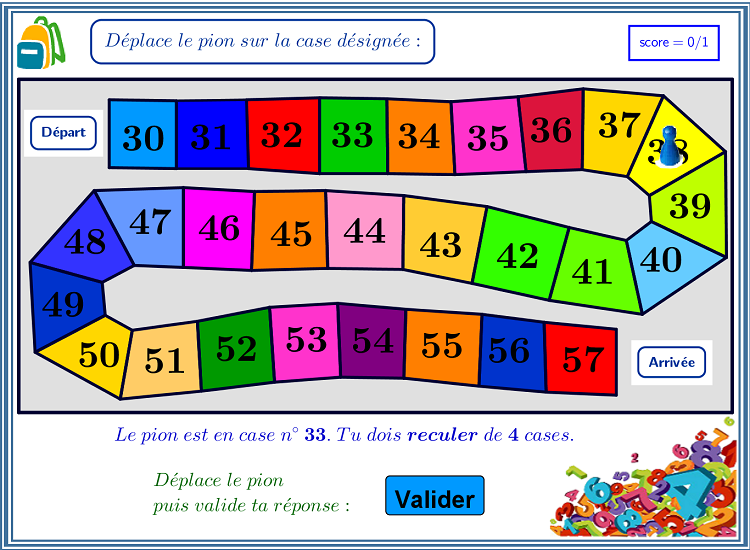 Déplace le pion sur la case désignée :
score = 0/1
Départ
30 31 32 33 34 35 36 37 38
39
40
41
42
43
44
45
46
47
48
49
50
51
52
53
54
55
56
57
Arrivée
Le pion est en case n° 33. Tu dois reculer de 4 cases.
Déplace le pion
puis valide ta réponse :
Valider